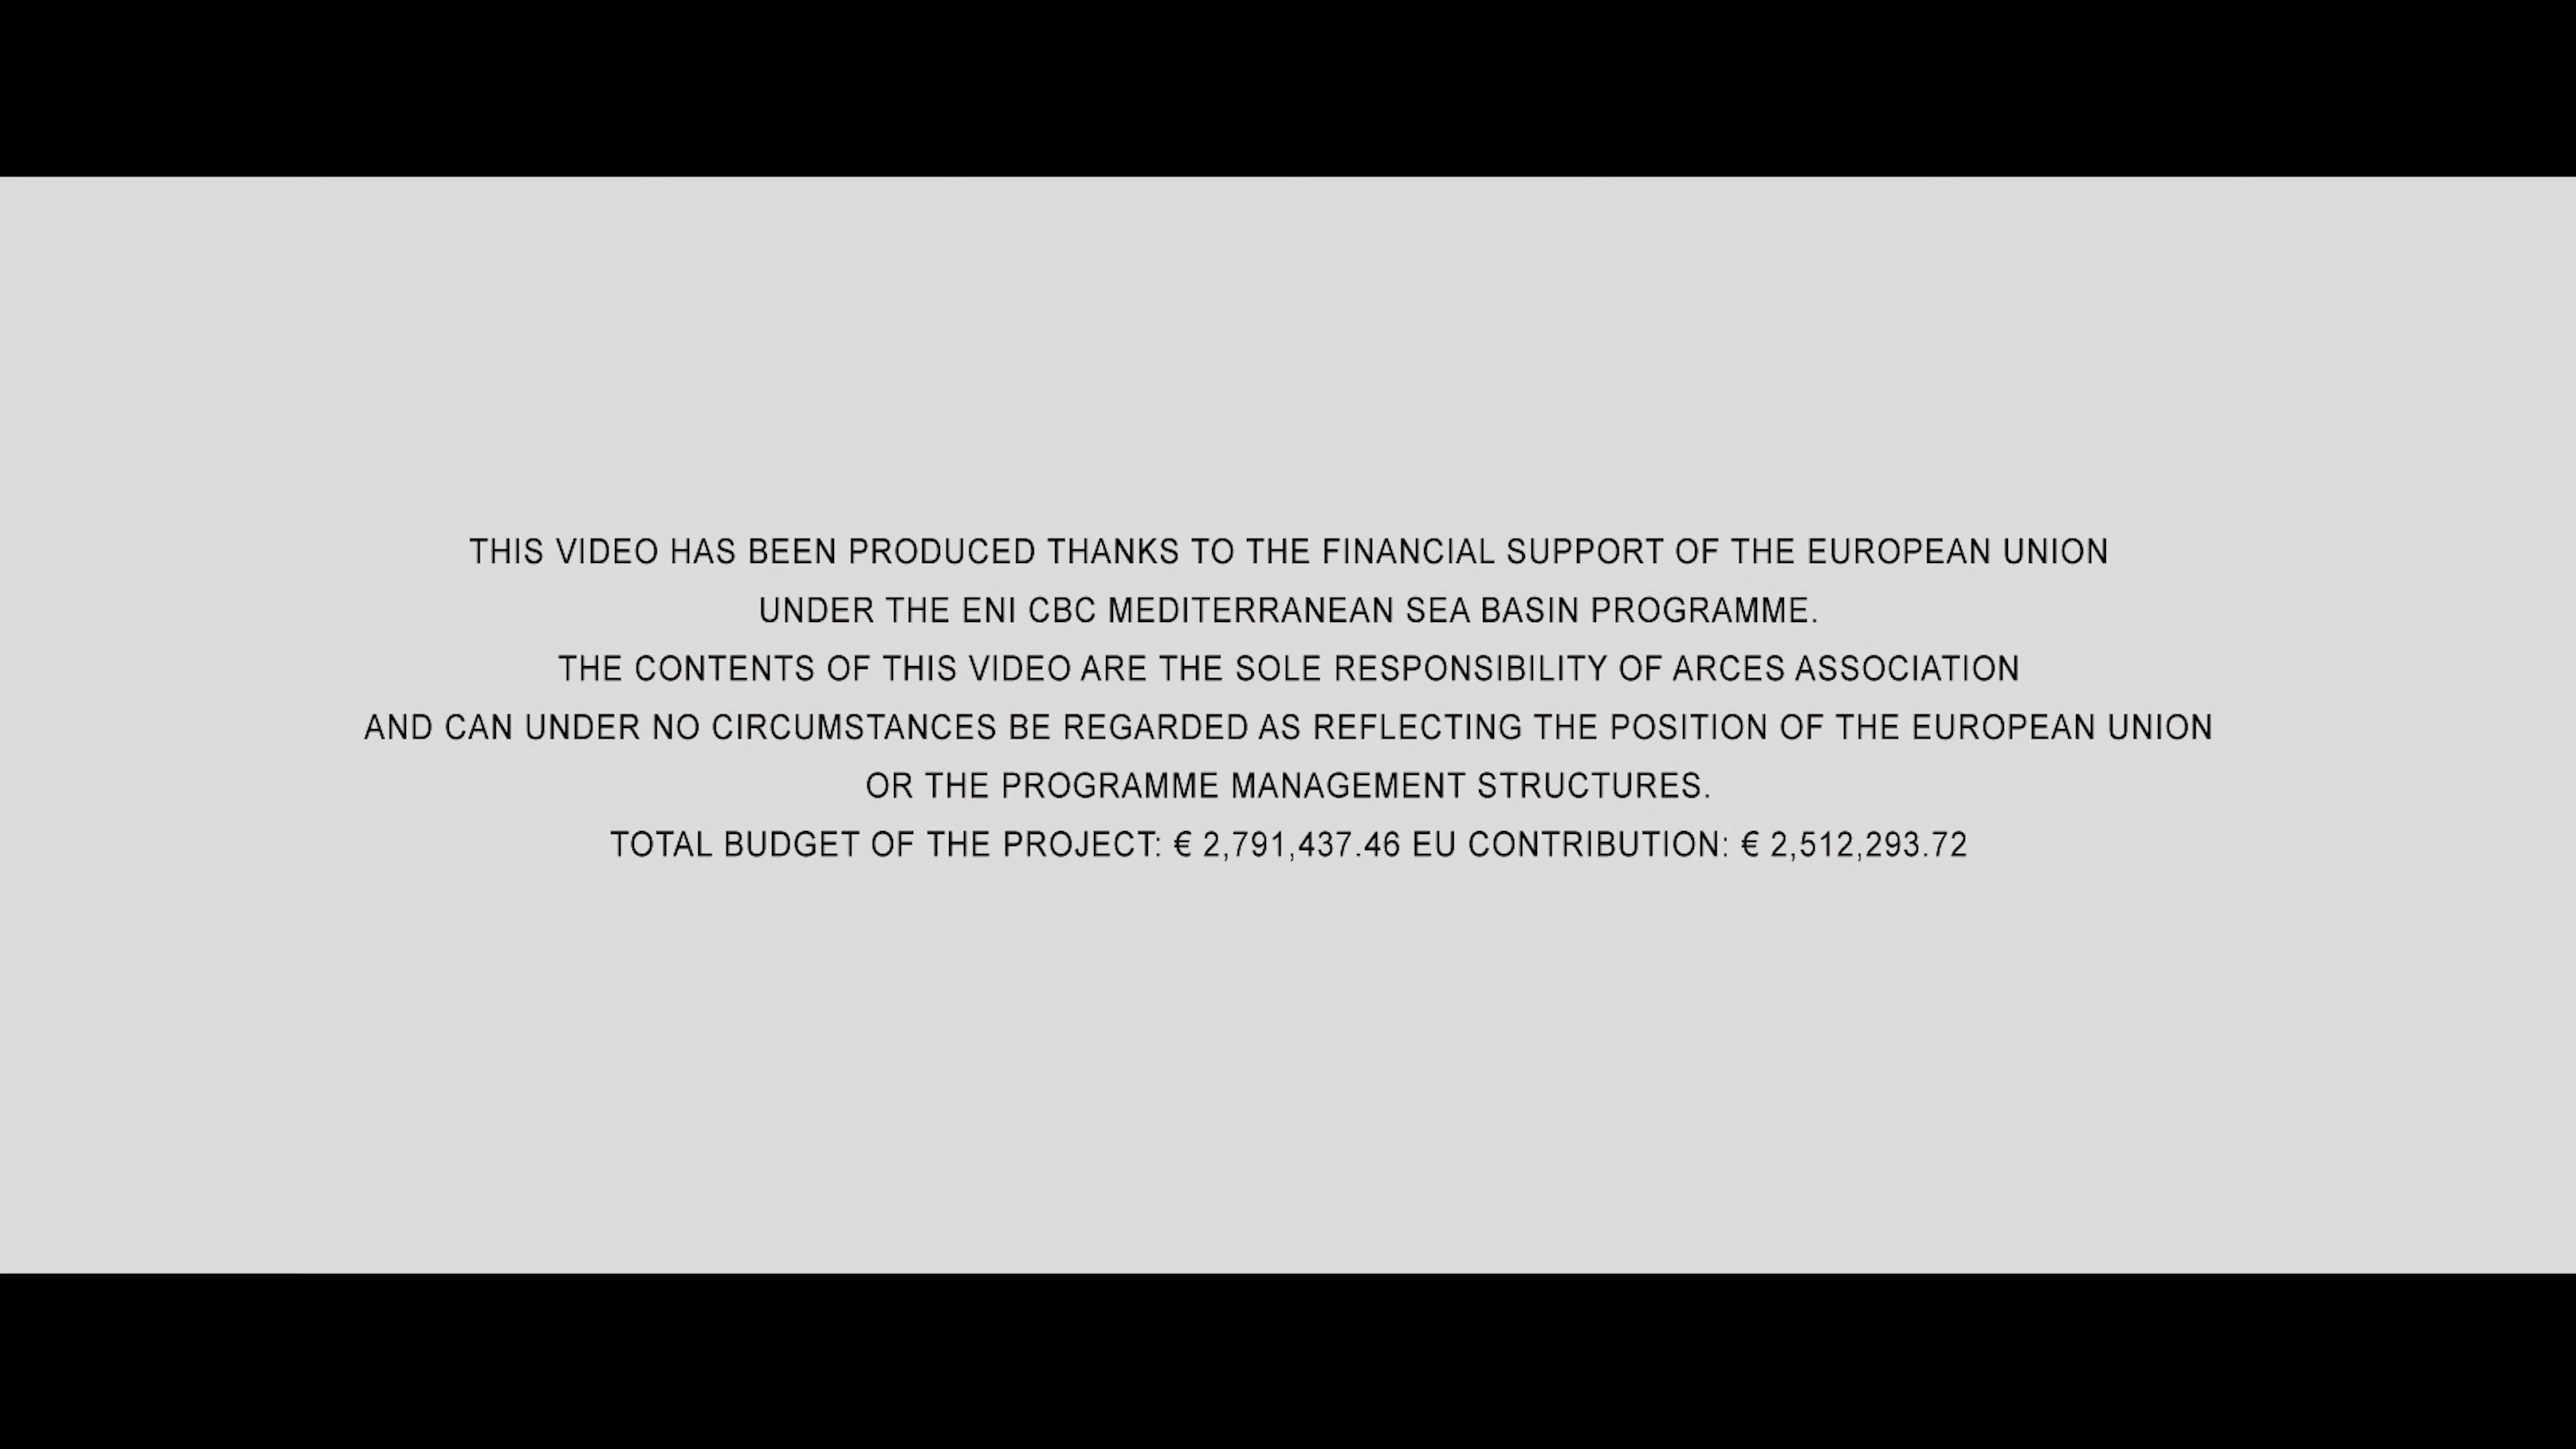 THIS VIDEO HAS BEEN PRODUCED THANKS TO THE FINANCIAL SUPPORT OF THE EUROPEAN UNION
UNDER THE ENI CBC MEDITERRANEAN SEA BASIN PROGRAMME.
THE CONTENTS OF THIS VIDEO ARE THE SOLE RESPONSIBILITY OF ARCES ASSOCIATION
AND CAN UNDER NO CIRCUMSTANCES BE REGARDED AS REFLECTING THE POSITION OF THE EUROPEAN UNION
OR THE PROGRAMME MANAGEMENT STRUCTURES.
TOTAL BUDGET OF THE PROJECT: € 2,791,437.46 EU CONTRIBUTION: € 2,512,293.72